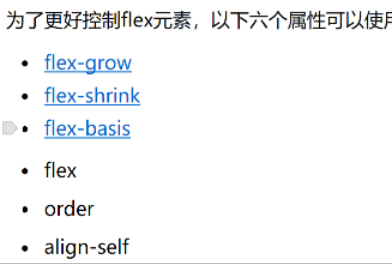 为了更好控制flex元素，以下六个属性可以使用
flex-grow
flex-shrink
flex-basis
flex
order
align-self